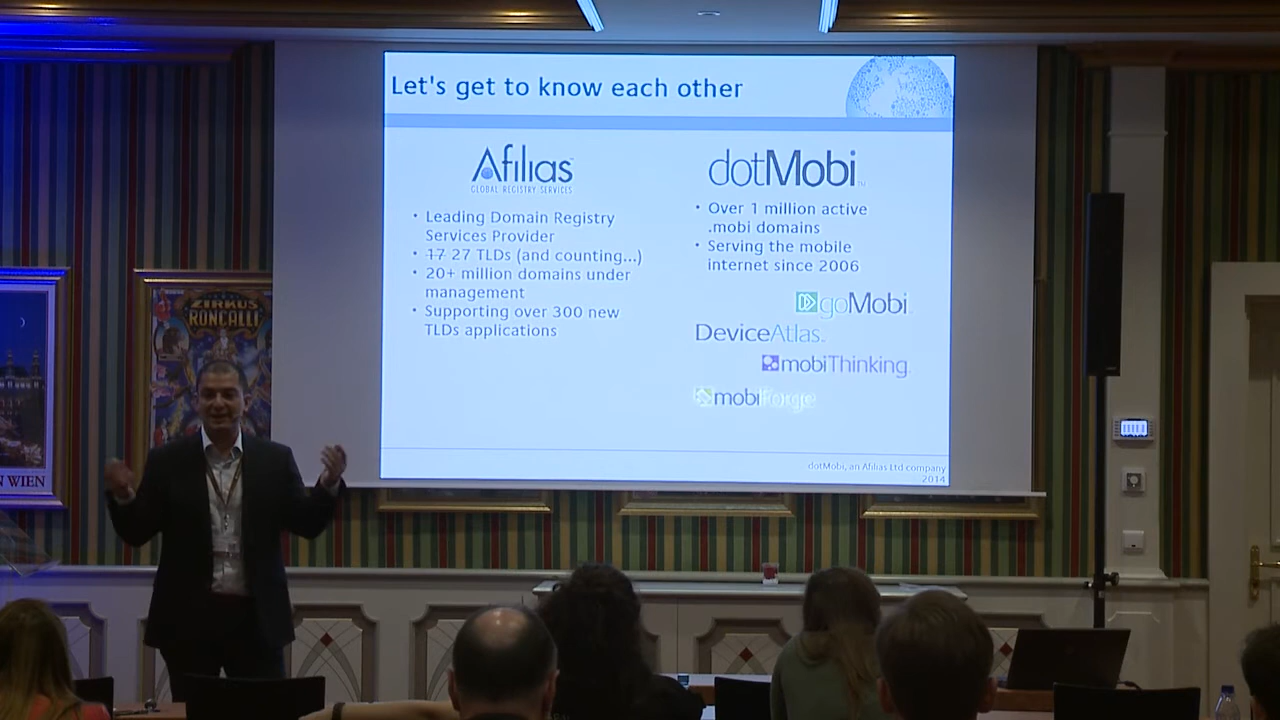 Let's get to know each other
Afilias
GLOBAL REGISTRY SERVICES
• Leading Domain Registry
Services Provider
• 17 27 TLDs (and counting...)
• 20+ million domains under
management
• Supporting over 300 new
TLDs applications
dotMobi™
• Over 1 million active
.mobi domains
• Serving the mobile
internet since 2006
goMobi
DeviceAtlas
mobiThinking
mobiForge
dotMobi, an Afilias Ltd company
2014
ZIRKUS
RONCALLI
N WIEN